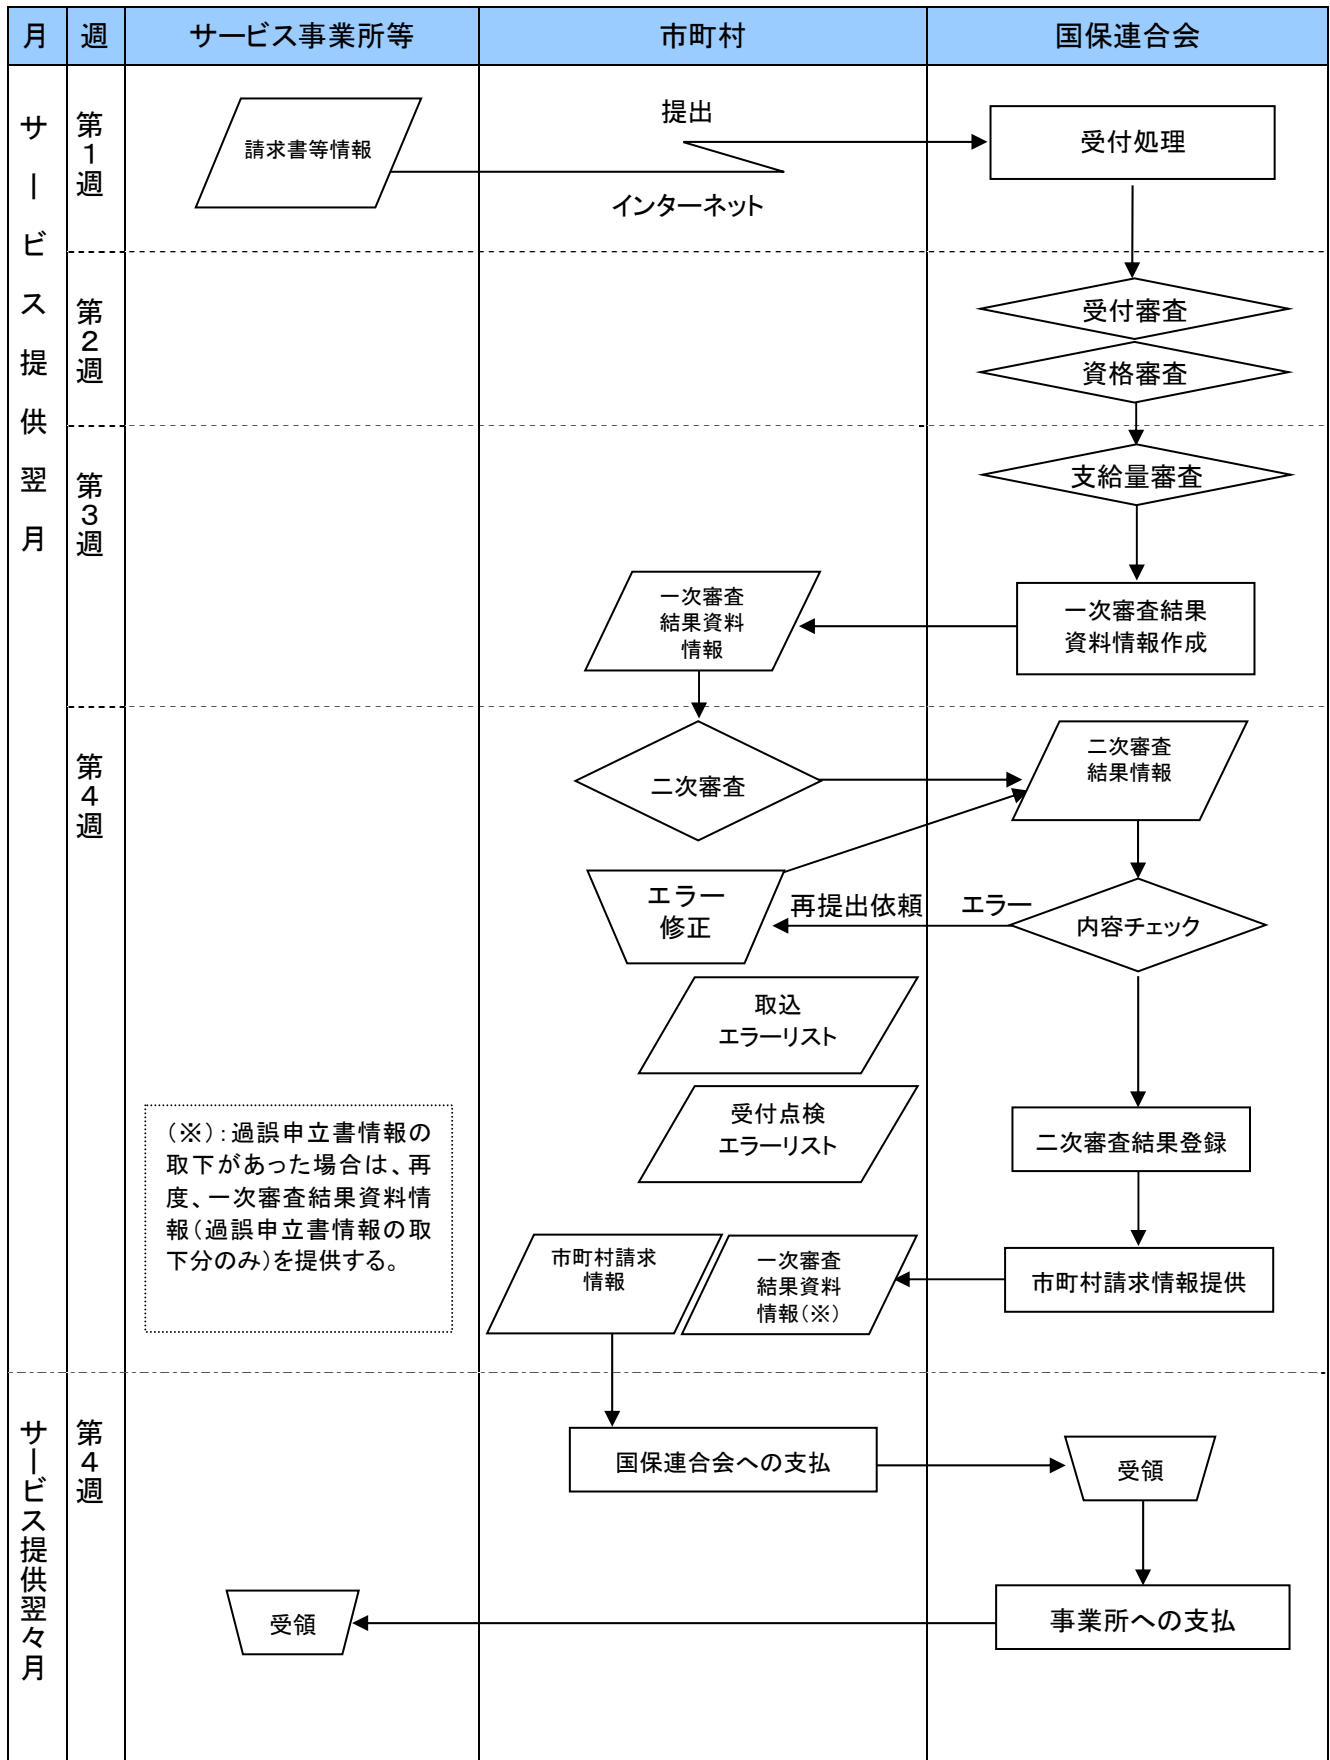 月
週
サービス事業所等
市町村
国保連合会
サービス提供翌月
第1週
請求書等情報
提出
インターネット
受付処理
第2週
受付審査
資格審査
第3週
支給量審査
一次審査
結果資料
情報
一次審査結果
資料情報作成
第4週
二次審査
二次審査
結果情報
エラー
修正
再提出依頼
エラー
内容チェック
取込
エラーリスト
受付点検
エラーリスト
二次審査結果登録
(※):過誤申立書情報の
取下があった場合は、再
度、一次審査結果資料情
報(過誤申立書情報の取
下分のみ)を提供する。
市町村請求
情報
一次審査
結果資料
情報(※)
市町村請求情報提供
サービス提供翌々月
第4週
国保連合会への支払
受領
受領
事業所への支払